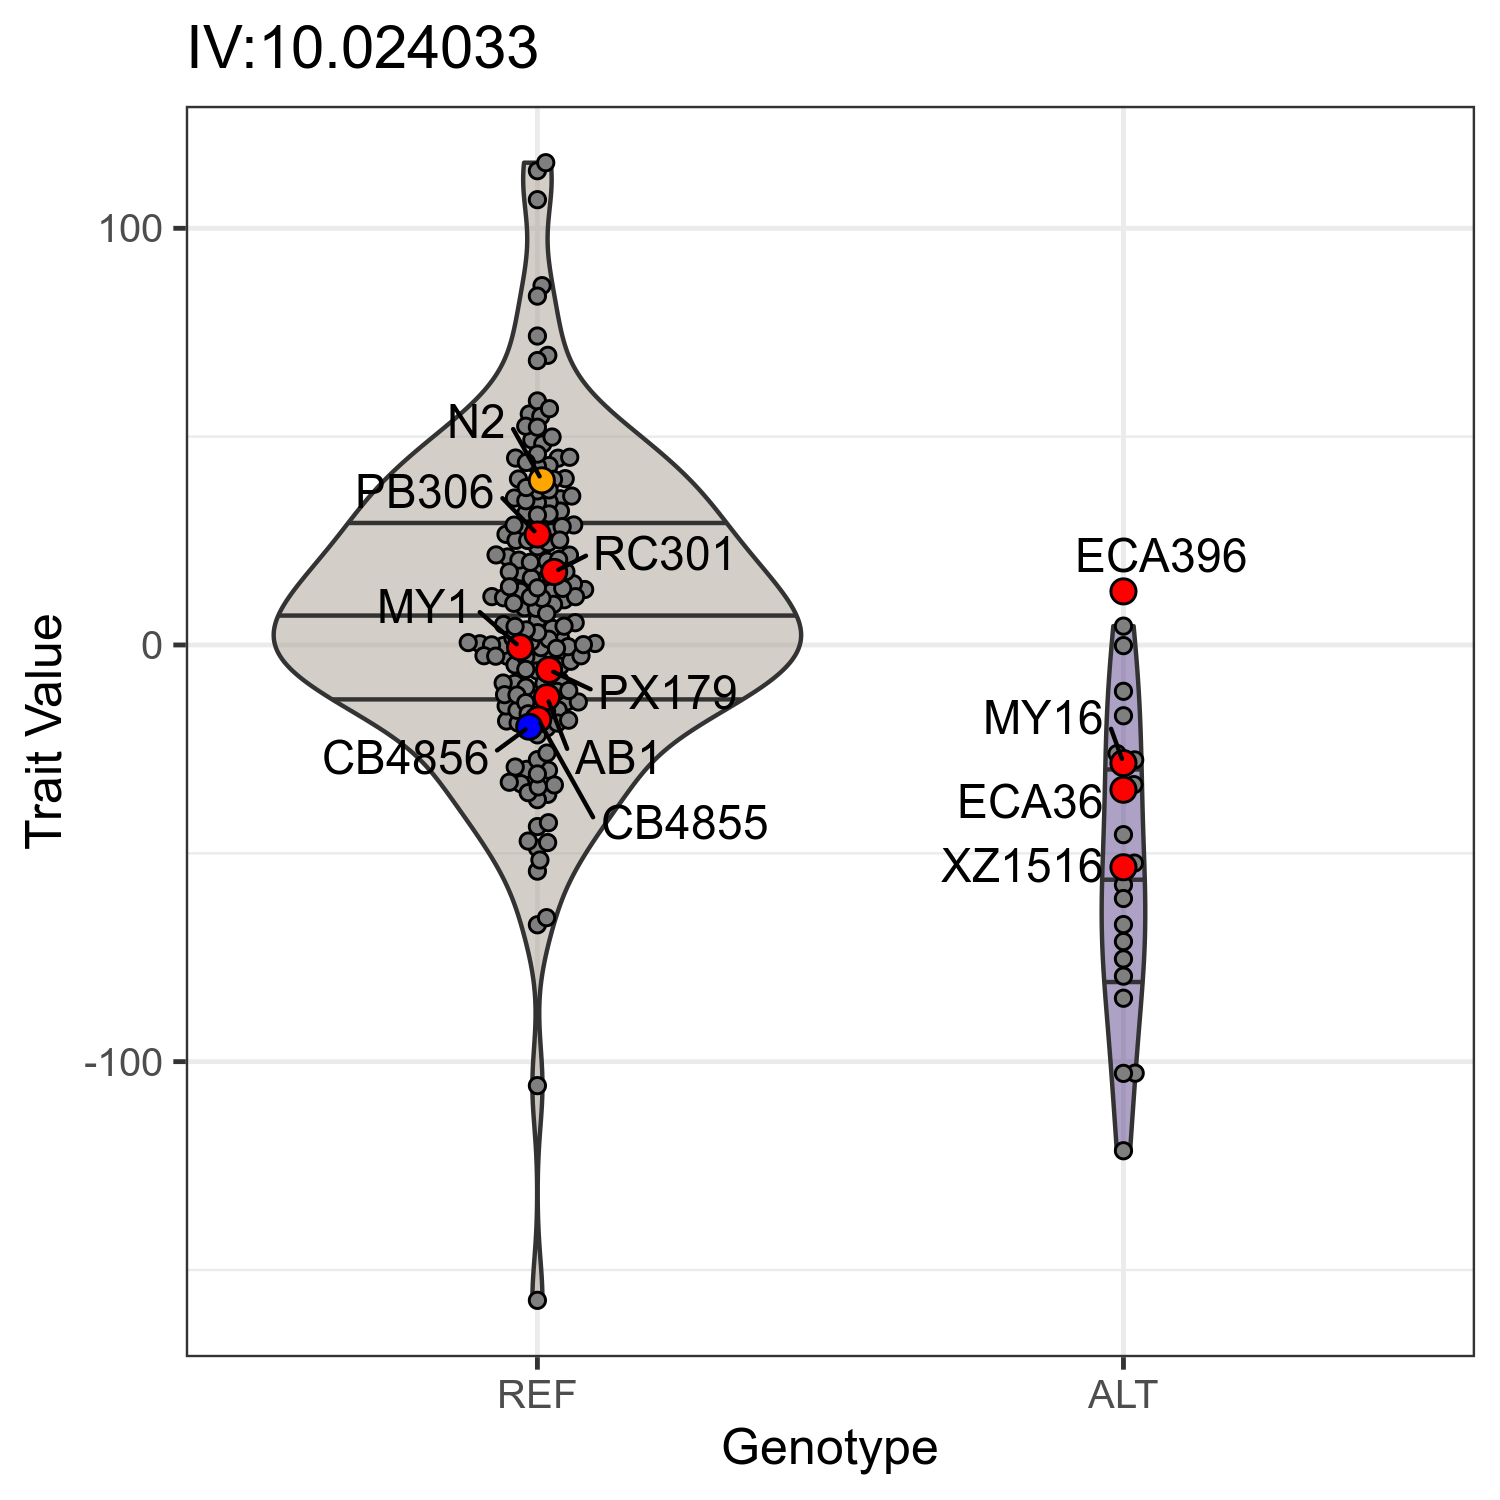 IV:10.024033
Trait Value
100
0
-100
N2
PB306
RC301
MY1
PX179
CB4856
AB1
CB4855
ECA396
MY16
ECA36
XZ1516
REF
ALT
Genotype